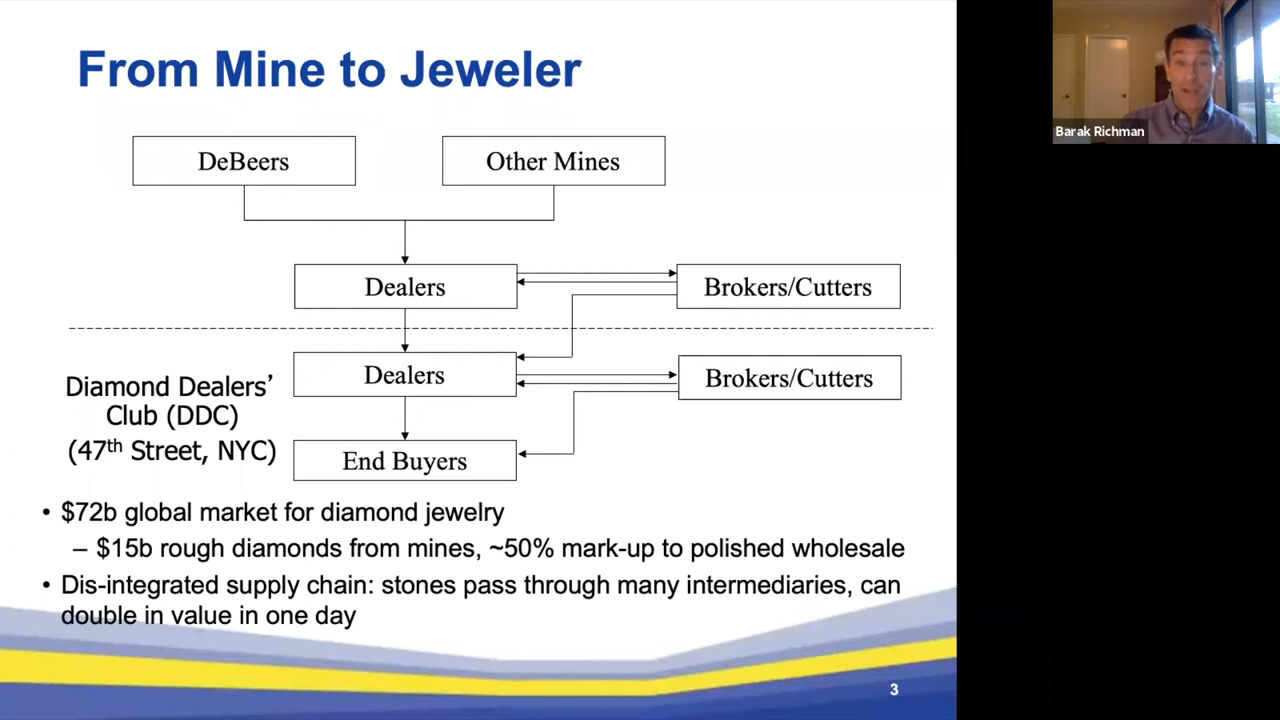 From Mine to Jeweler
Barak Richman
DeBeers
Other Mines
Dealers
Brokers/Cutters
Dealers
Brokers/Cutters
Diamond Dealers’
Club (DDC)
(47th Street, NYC)
End Buyers
• $72b global market for diamond jewelry
– $15b rough diamonds from mines, ~50% mark-up to polished wholesale
• Dis-integrated supply chain: stones pass through many intermediaries, can
double in value in one day
3